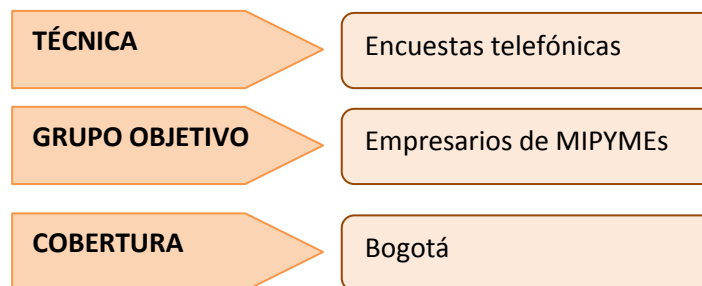 TÉCNICA
Encuestas telefónicas
GRUPO OBJETIVO
Empresarios de MIPYMEs
COBERTURA
Bogotá